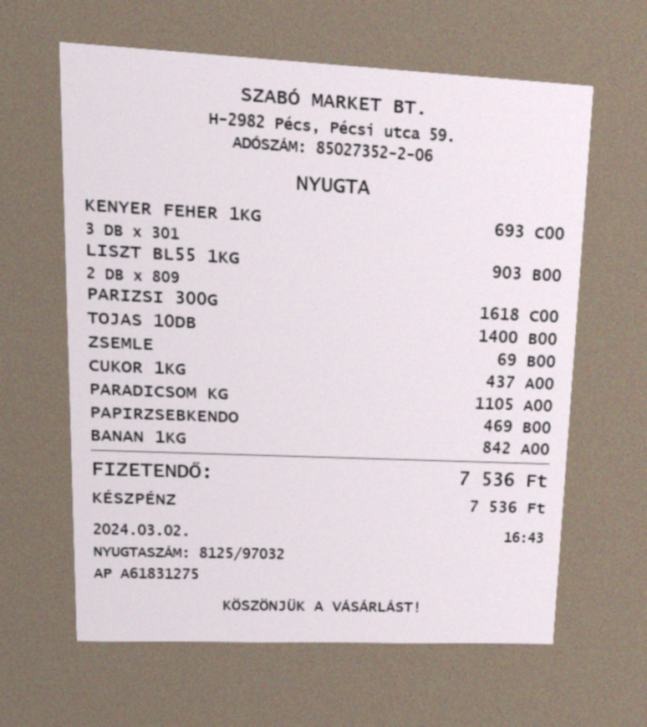 SZABÓ MARKET BT.
H-2982 Pécs, Pécsi utca 59.
ADÓSZÁM: 85027352-2-06
NYUGTA
KENYER FEHER 1KG 693 C00
3 DB x 301
LISZT BL55 1KG 903 B00
2 DB x 809
PARIZSI 300G 1618 C00
TOJAS 10DB 1400 B00
ZSEMLE 69 B00
CUKOR 1KG 437 A00
PARADICSOM KG 1105 A00
PAPIRZSEBKENDO 469 B00
BANAN 1KG 842 A00
FIZETENDŐ: 7 536 Ft
KÉSZPÉNZ 7 536 Ft
2024.03.02. 16:43
NYUGTASZÁM: 8125/97032
AP A61831275
KÖSZÖNJÜK A VÁSÁRLÁST!